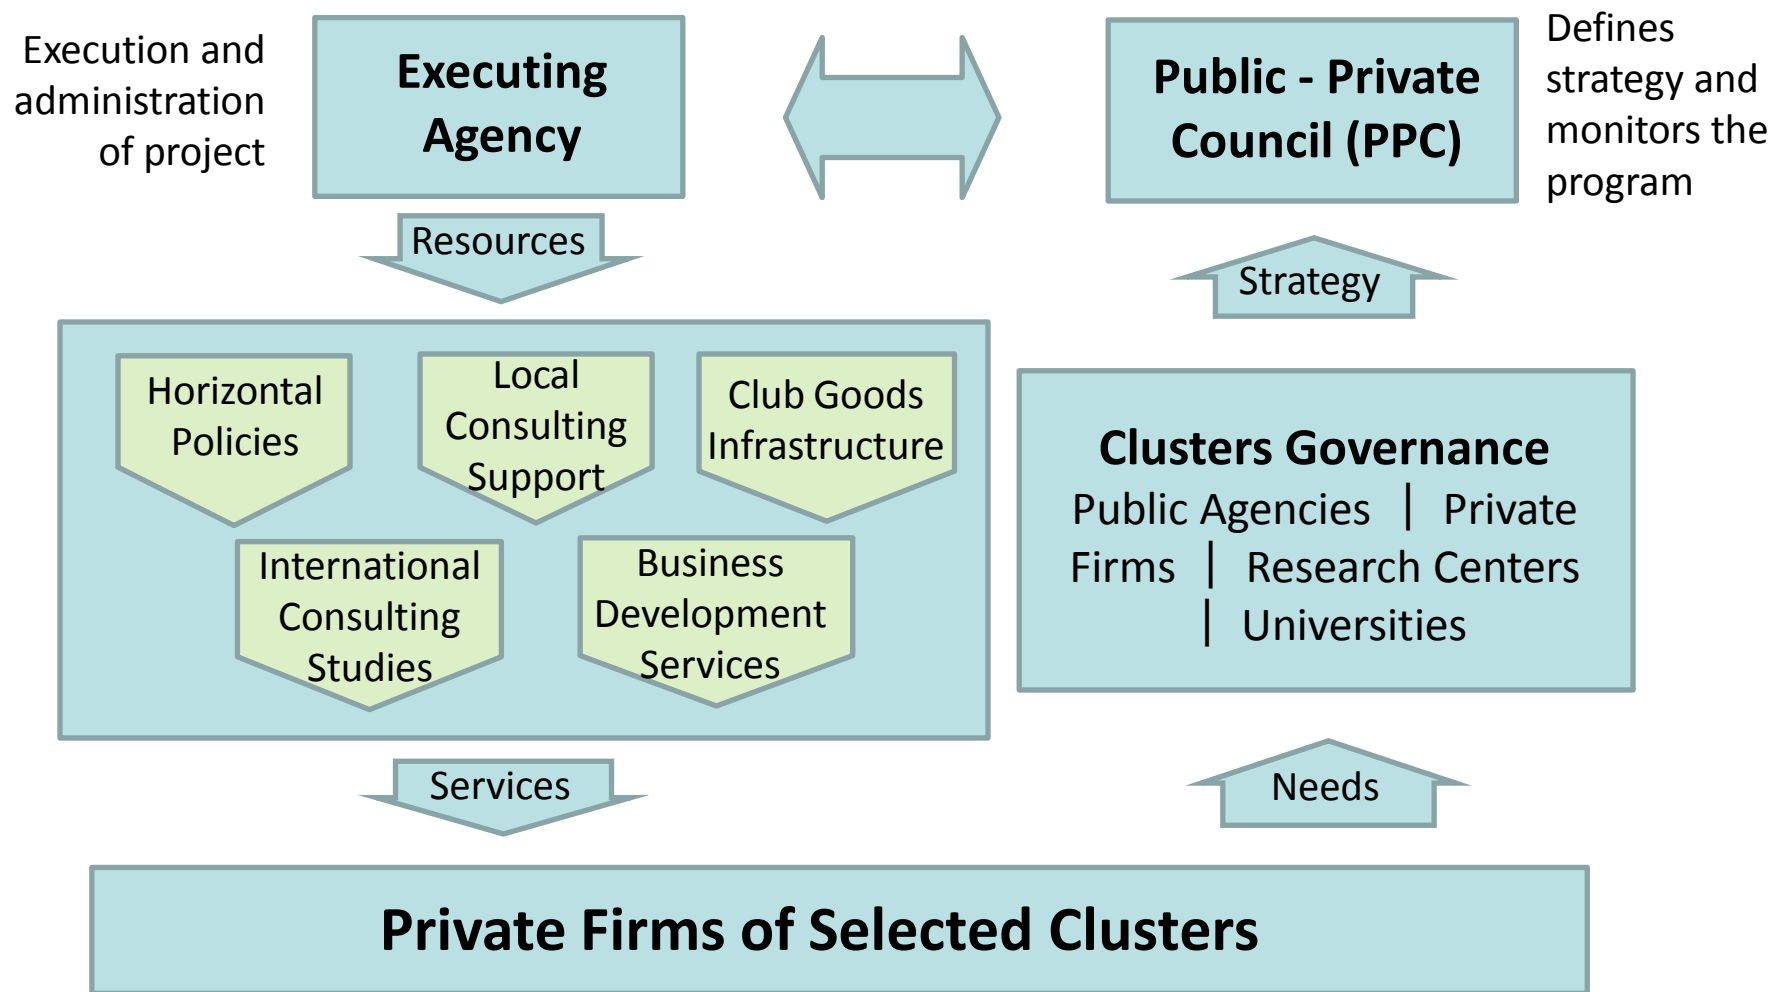 Execution and
administration
of project
Executing
Agency
Public - Private
Council (PPC)
Defines
strategy and
monitors the
program
Resources
Strategy
Horizontal
Policies
Local
Consulting
Support
Club Goods
Infrastructure
International
Consulting
Studies
Business
Development
Services
Clusters Governance
Public Agencies | Private
Firms | Research Centers
| Universities
Services
Needs
Private Firms of Selected Clusters